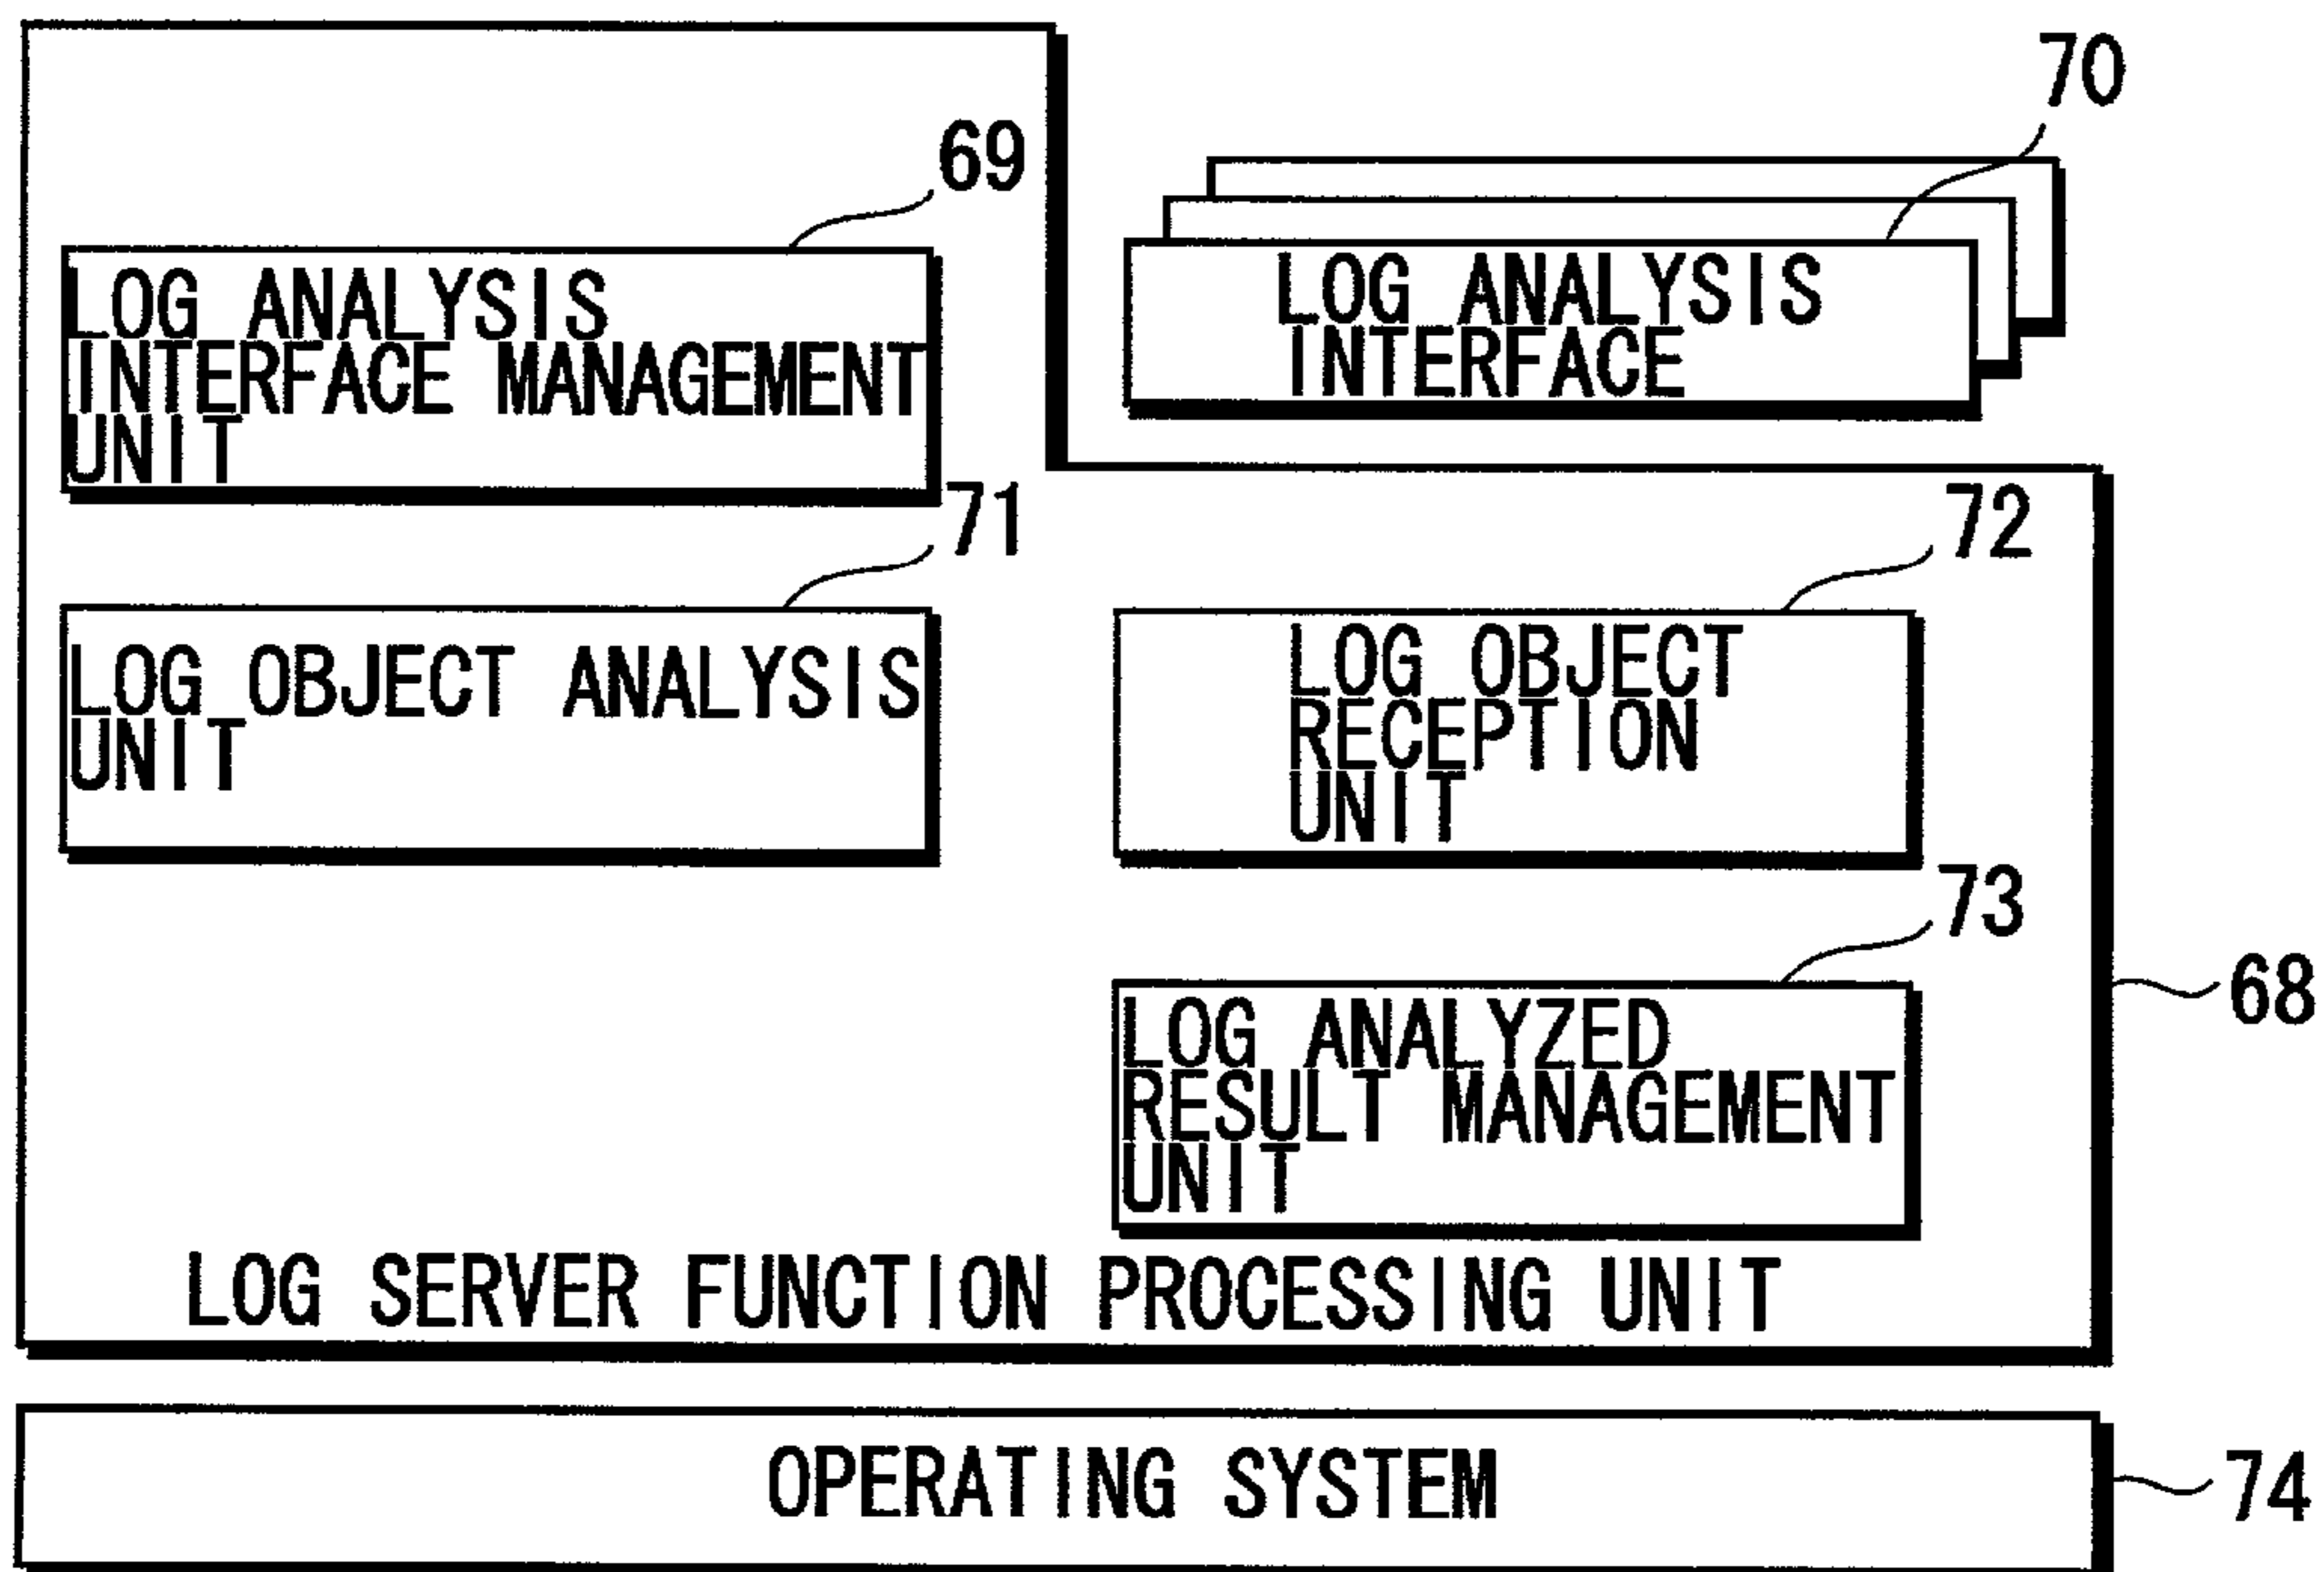 70
69
LOG ANALYSIS
INTERFACE MANAGEMENT
UNIT
LOG ANALYSIS
INTERFACE
71
72
LOG OBJECT ANALYSIS
UNIT
LOG OBJECT
RECEPTION
UNIT
73
LOG ANALYZED
RESULT MANAGEMENT
UNIT
68
LOG SERVER FUNCTION PROCESSING UNIT
OPERATING SYSTEM
74